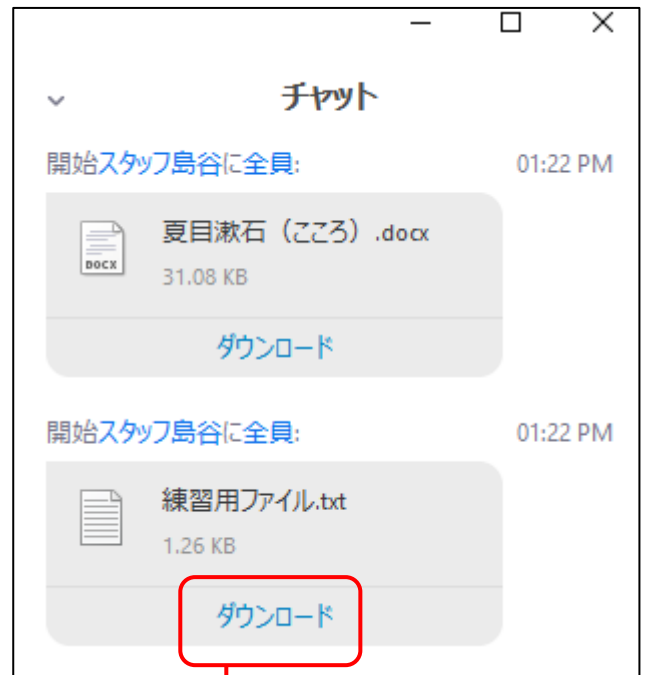 チャット
開始スタッフ島谷に全員: 01:22 PM
夏目漱石（こころ）.docx
DOCX
31.08 KB
ダウンロード
開始スタッフ島谷に全員: 01:22 PM
練習用ファイル.txt
1.26 KB
ダウンロード